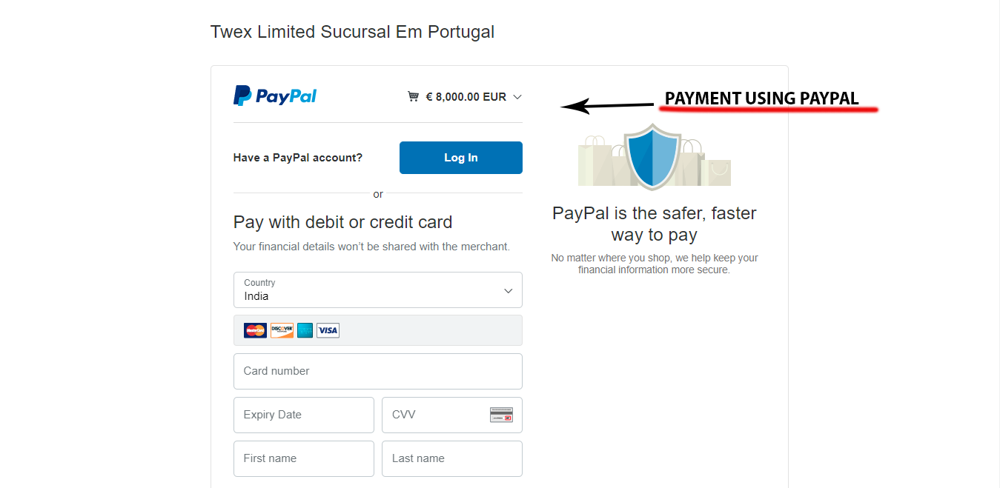 Twex Limited Sucursal Em Portugal
PayPal
€ 8,000.00 EUR
PAYMENT USING PAYPAL
Have a PayPal account?
Log In
or
Pay with debit or credit card
Your financial details won’t be shared with the merchant.
Country
India
MasterCard
DISCOVER
VISA
Card number
Expiry Date
CVV
First name
Last name
PayPal is the safer, faster
way to pay
No matter where you shop, we help keep your
financial information more secure.